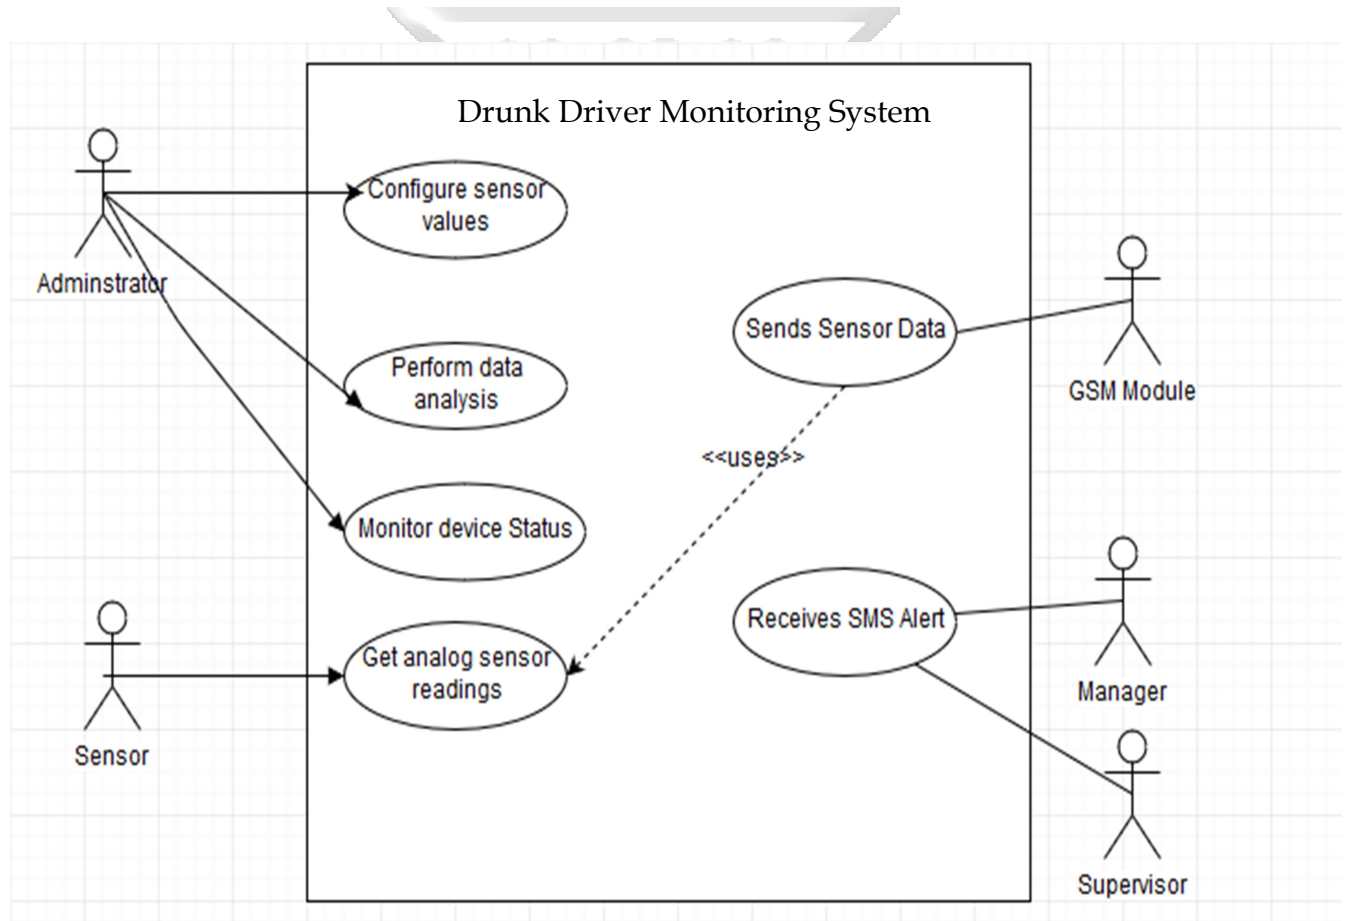 Drunk Driver Monitoring System
Configure sensor
values
Adminstrator
Sends Sensor Data
Perform data
analysis
GSM Module
<<uses>>
Monitor device Status
Receives SMS Alert
Get analog sensor
readings
Manager
Sensor
Supervisor